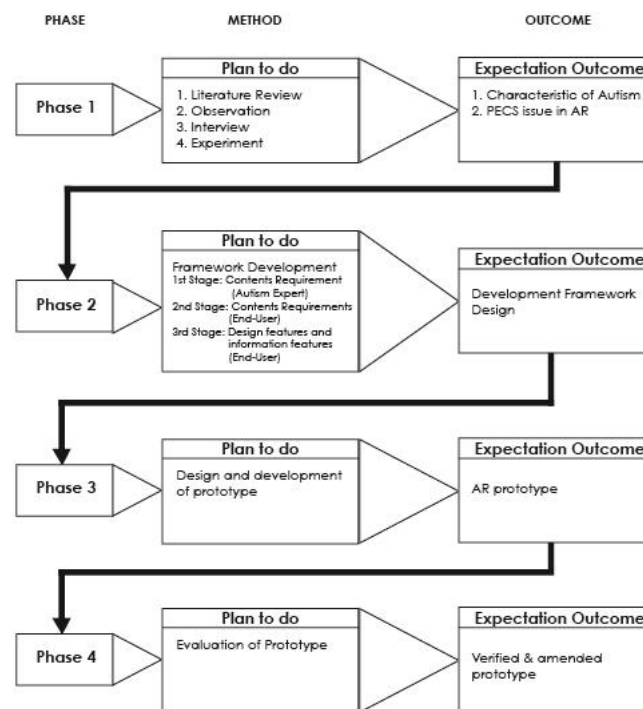 PHASE METHOD OUTCOME
Phase 1
Plan to do
1. Literature Review
2. Observation
3. Interview
4. Experiment
Expectation Outcome
1. Characteristic of Autism
2. PECS issue in AR
Phase 2
Plan to do
Framework Development
1st Stage: Contents Requirement
(Autism Expert)
2nd Stage: Contents Requirements
(End-User)
3rd Stage: Design features and
information features
(End-User)
Expectation Outcome
Development Framework
Design
Phase 3
Plan to do
Design and development
of prototype
Expectation Outcome
AR prototype
Phase 4
Plan to do
Evaluation of Prototype
Expectation Outcome
Verified & amended
prototype